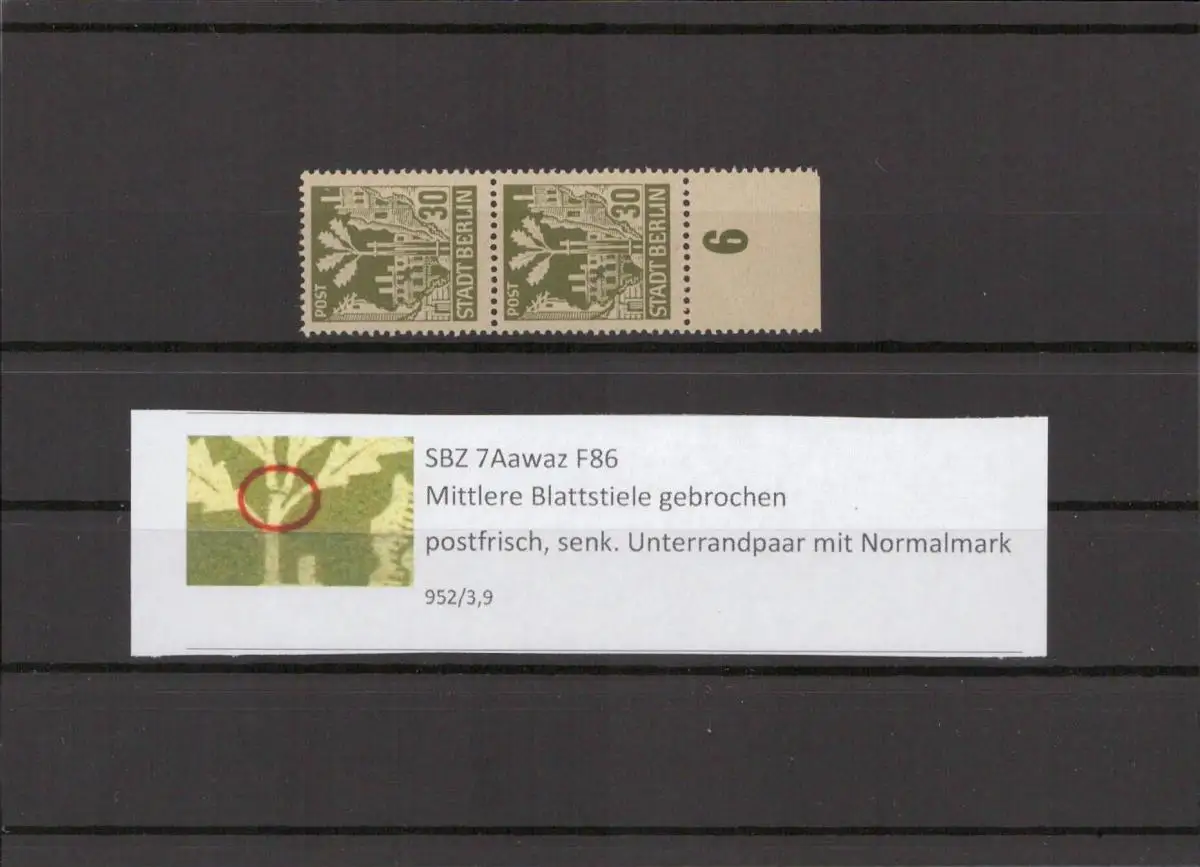 30
STADT BERLIN
POST
30
STADT BERLIN
POST
6
SBZ 7Aawaz F86
Mittlere Blattstiele gebrochen
postfrisch, senk. Unterrandpaar mit Normalmark
952/3,9